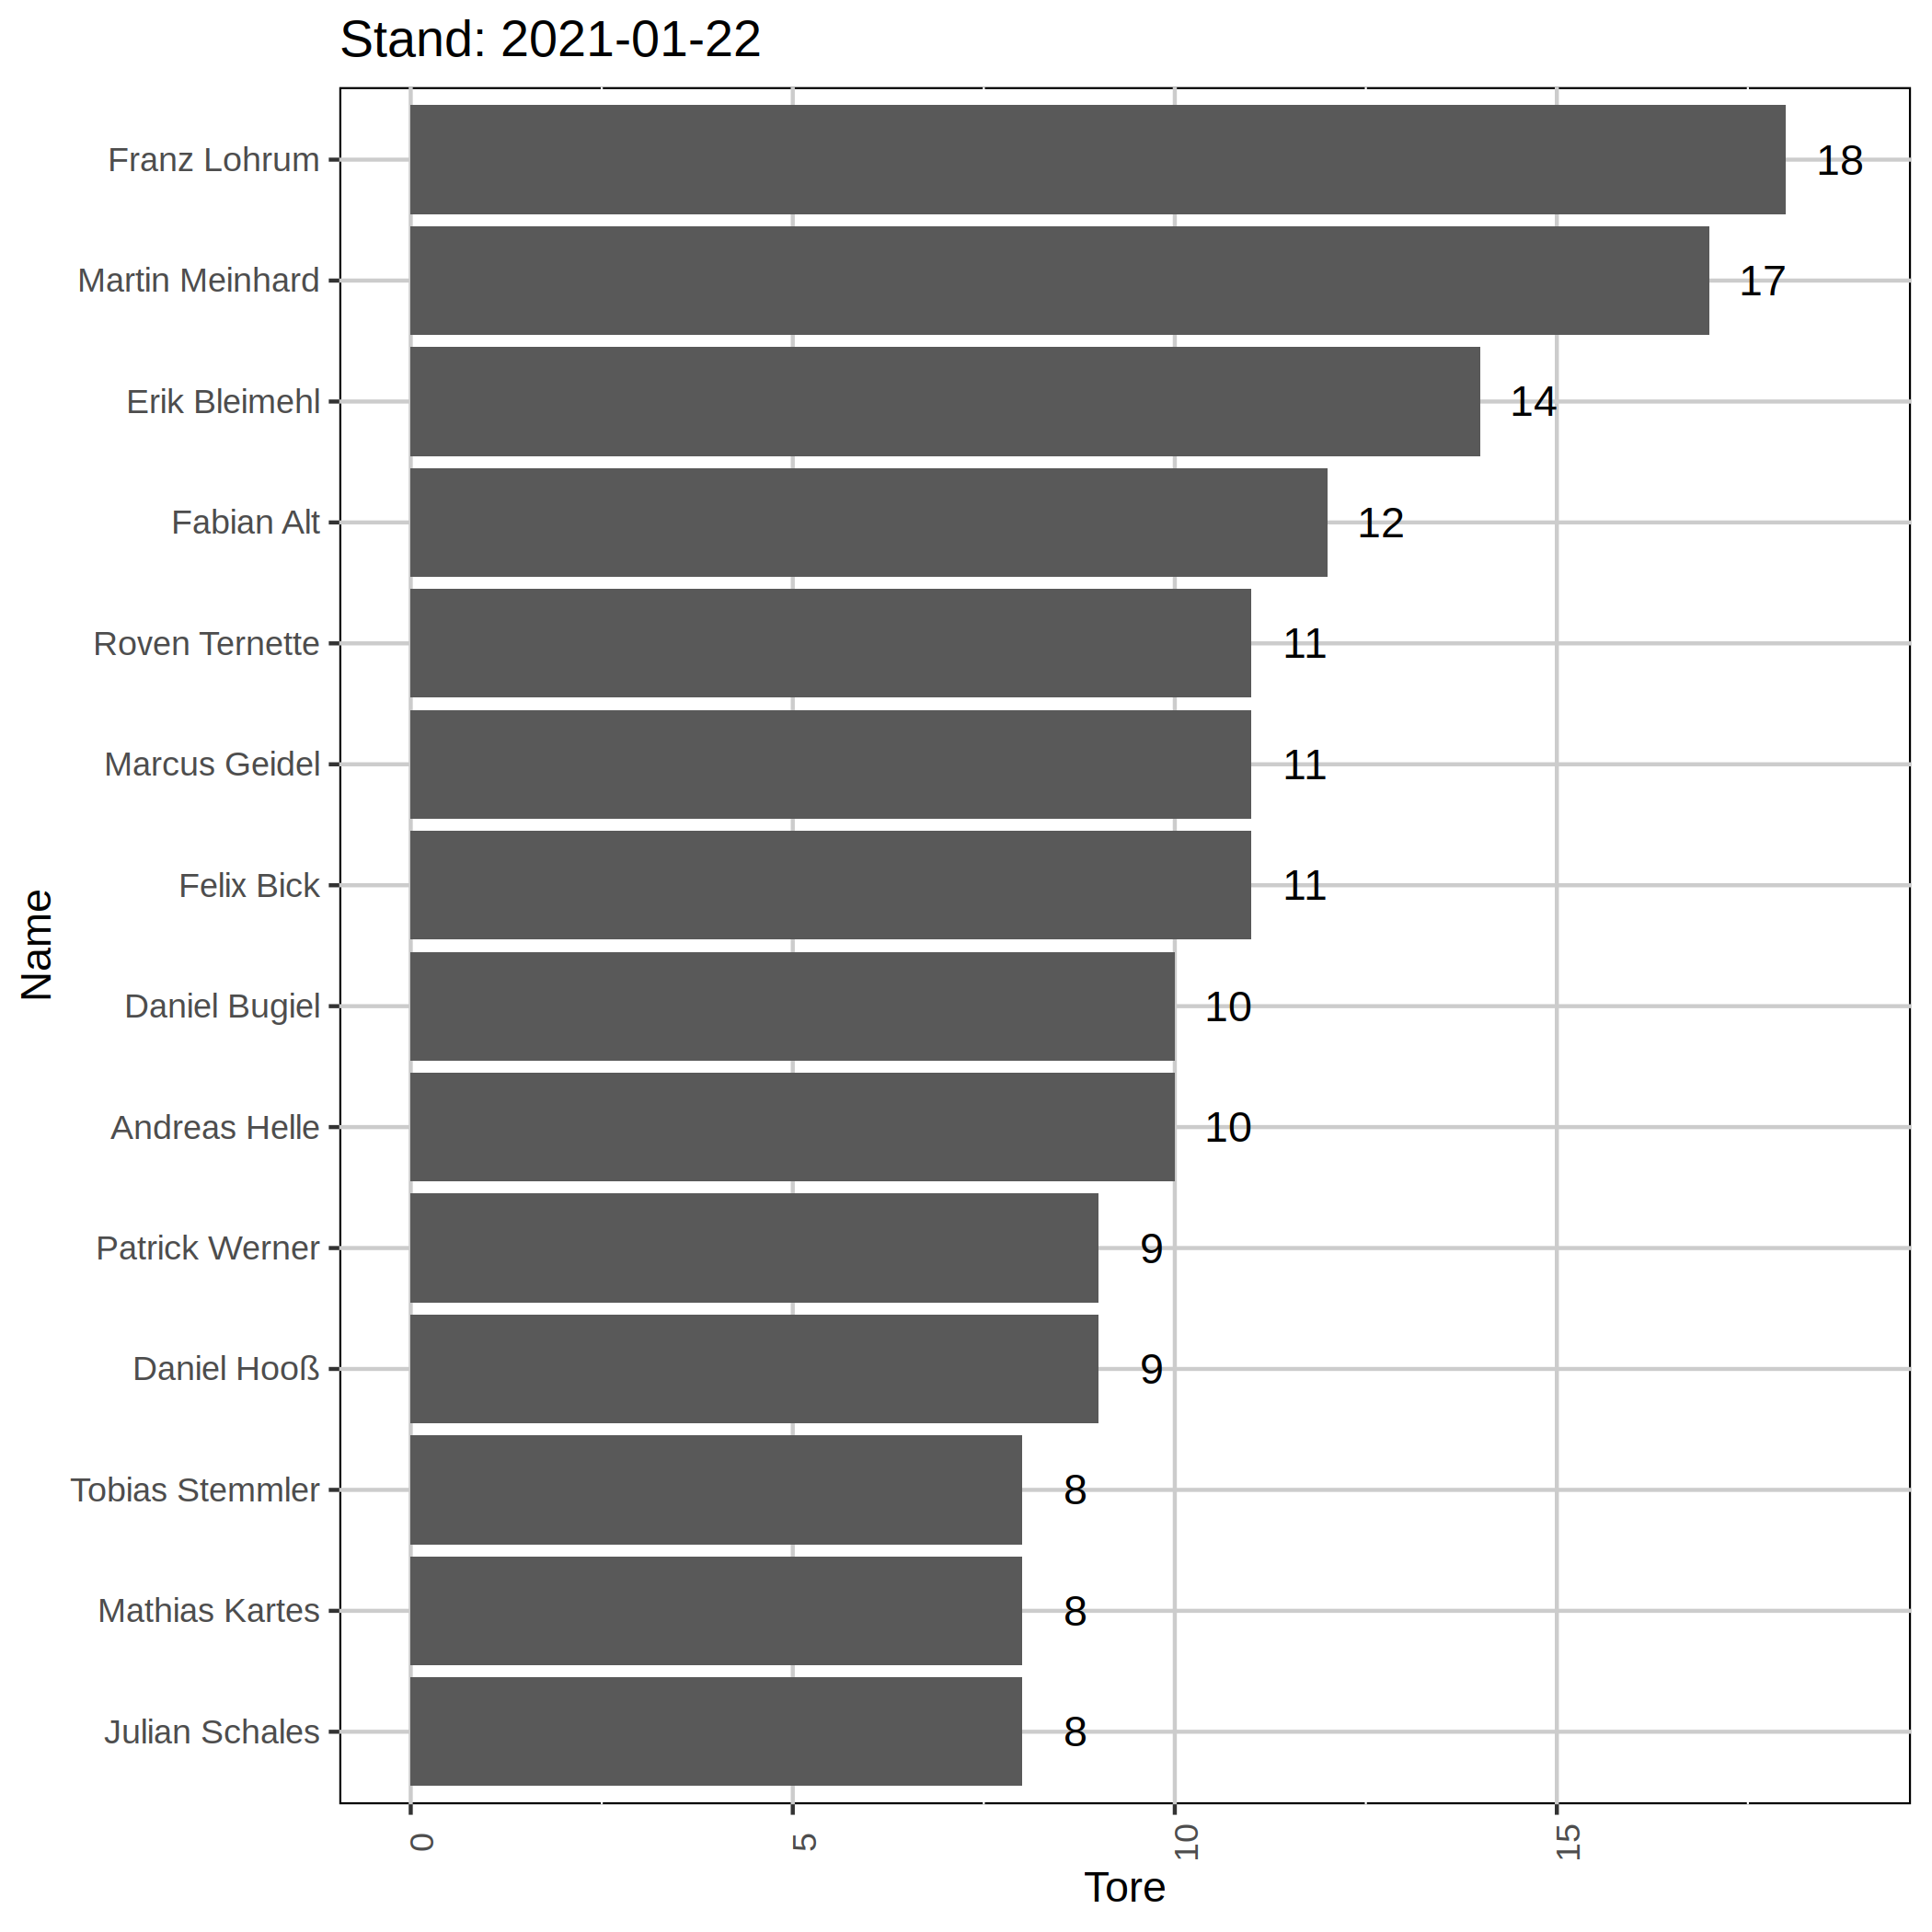 Stand: 2021-01-22
Franz Lohrum 18
Martin Meinhard 17
Erik Bleimehl 14
Fabian Alt 12
Roven Ternette 11
Marcus Geidel 11
Felix Bick 11
Daniel Bugiel 10
Andreas Helle 10
Patrick Werner 9
Daniel Hooß 9
Tobias Stemmler 8
Mathias Kartes 8
Julian Schales 8
Name
0 5 10 15
Tore